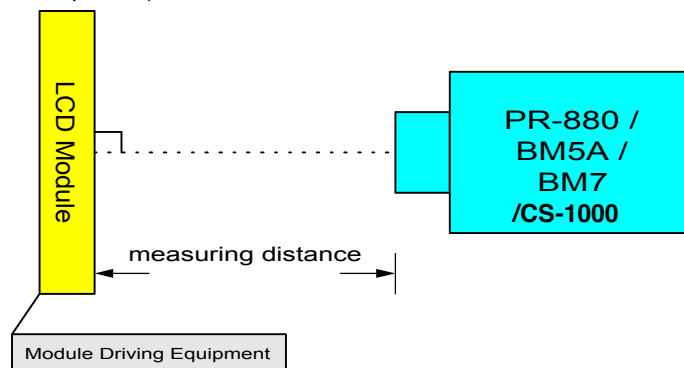 LCD Module
PR-880 /
BM5A /
BM7
/CS-1000
measuring distance
Module Driving Equipment